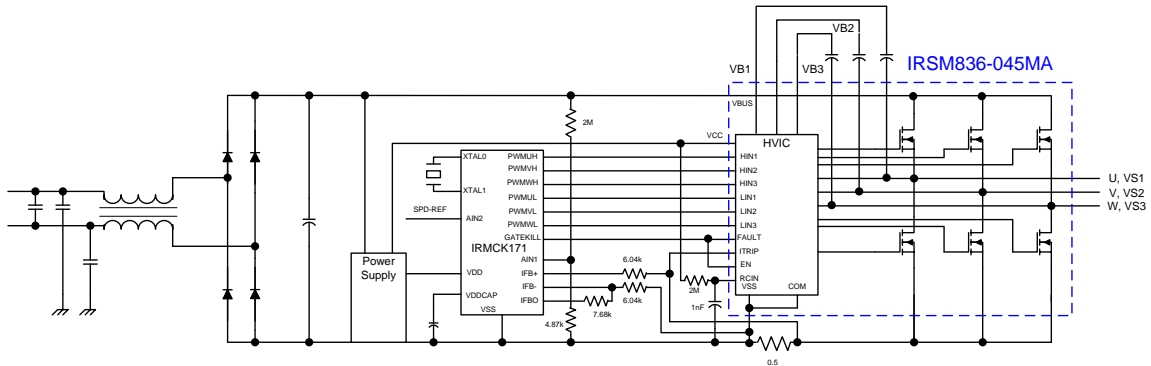 VB2
VB1
VB3
IRSM836-045MA
VBUS
2M
VCC
HVIC
XTAL0
XTAL1
SPD-REF
AIN2
IRMCK171
VDD
VDDCAP
VSS
PWMUH
PWMVH
PWMWH
PWMUL
PWMVL
PWMWL
GATEKILL
AIN1
IFB+
IFB-
IFBO
HIN1
HIN2
HIN3
LIN1
LIN2
LIN3
FAULT
ITRIP
EN
RCIN
VSS
COM
U, VS1
V, VS2
W, VS3
Power
Supply
6.04k
6.04k
7.68k
4.87k
2M
1nF
0.5